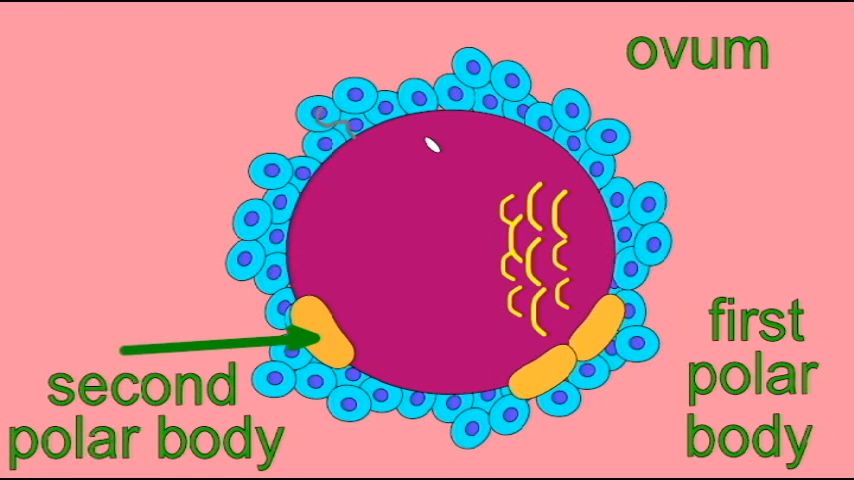 ovum
first
polar
body
second
polar body